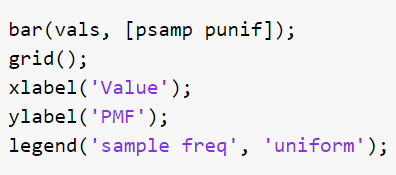 bar(vals, [psamp punif]);
grid();
xlabel('Value');
ylabel('PMF');
legend('sample freq', 'uniform');